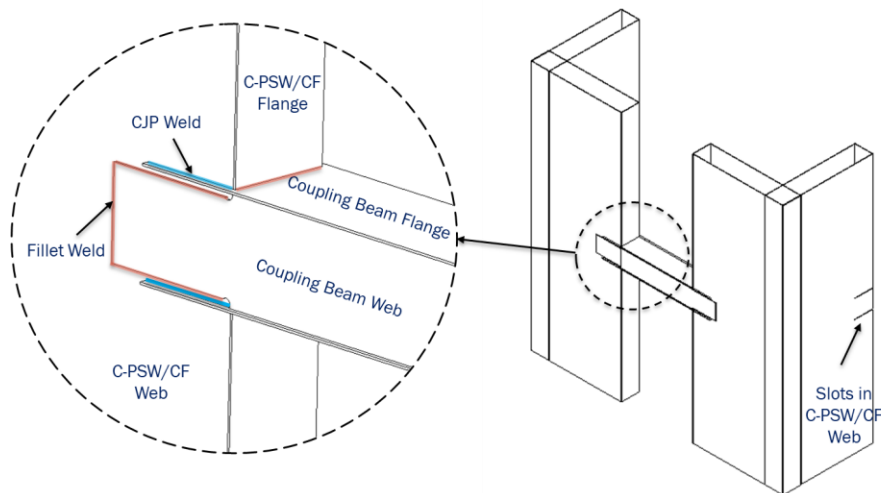 C-PSW/CF
Flange
CJP Weld
Coupling Beam Flange
Fillet Weld
Coupling Beam Web
C-PSW/CF
Web
Slots in
C-PSW/CF
Web